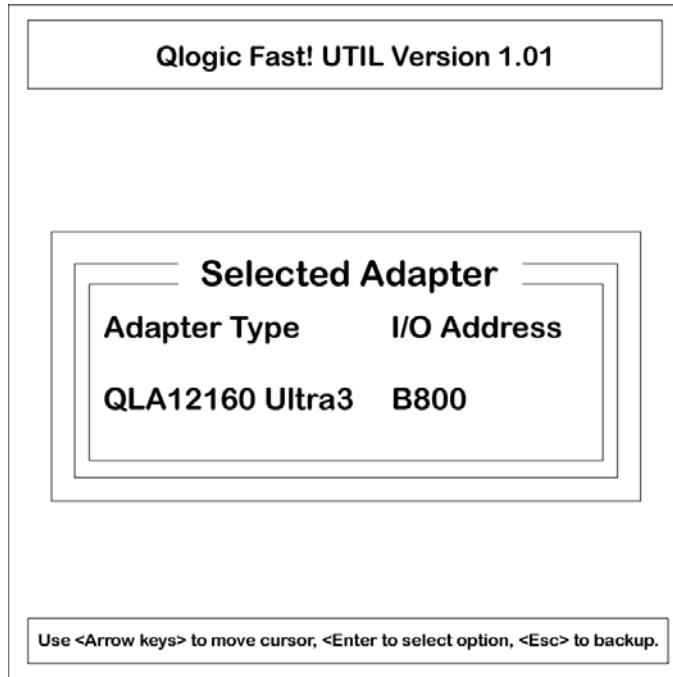 Qlogic Fast! UTIL Version 1.01
Selected Adapter
Adapter Type I/O Address
QLA12160 Ultra3 B800
Use <Arrow keys> to move cursor, <Enter to select option, <Esc> to backup.